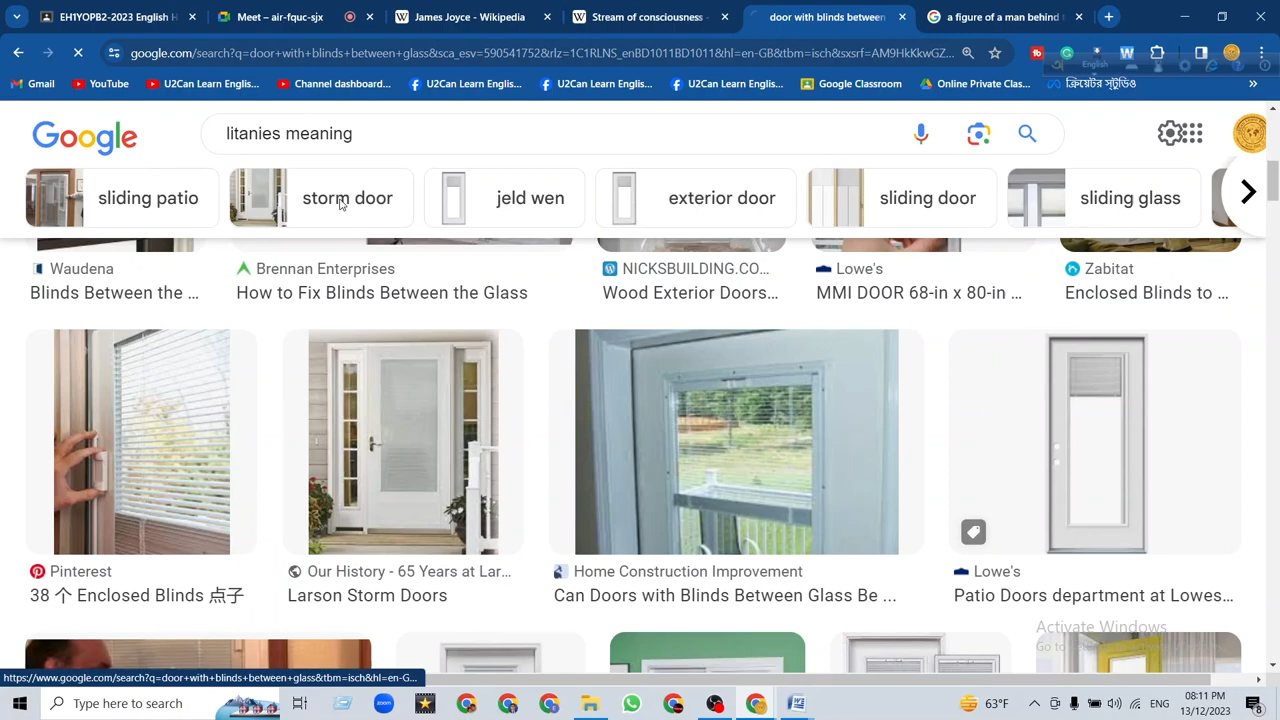 EH1YOPB2-2023 English H
Meet – air-fquc-sjx
James Joyce - Wikipedia
Stream of consciousness -
door with blinds between
a figure of a man behind t
google.com/search?q=door+with+blinds+between+glass&sca_esv=590541752&rlz=1C1RLNS_enBD1011BD1011&hl=en-GB&tbm=isch&sxsrf=AM9HkKkwGZ...
English
Gmail
YouTube
U2Can Learn English...
Channel dashboard...
U2Can Learn Englis...
U2Can Learn Englis...
U2Can Learn Englis...
Google Classroom
Online Private Clas...
ক্রিয়েটর স্টুডিও
Google
litanies meaning
sliding patio
storm door
jeld wen
exterior door
sliding door
sliding glass
Waudena
Brennan Enterprises
NICKSBUILDING.CO...
Lowe's
Zabitat
Blinds Between the ...
How to Fix Blinds Between the Glass
Wood Exterior Doors...
MMI DOOR 68-in x 80-in ...
Enclosed Blinds to ...
Pinterest
Our History - 65 Years at Lar...
Home Construction Improvement
Lowe's
38 个 Enclosed Blinds 点子
Larson Storm Doors
Can Doors with Blinds Between Glass Be ...
Patio Doors department at Lowes...
Activate Windows
https://www.google.com/search?q=door+with+blinds+between+glass&tbm=isch&hl=en-G...
Type here to search
zoom
63°F
ENG
08:11 PM
13/12/2023
8